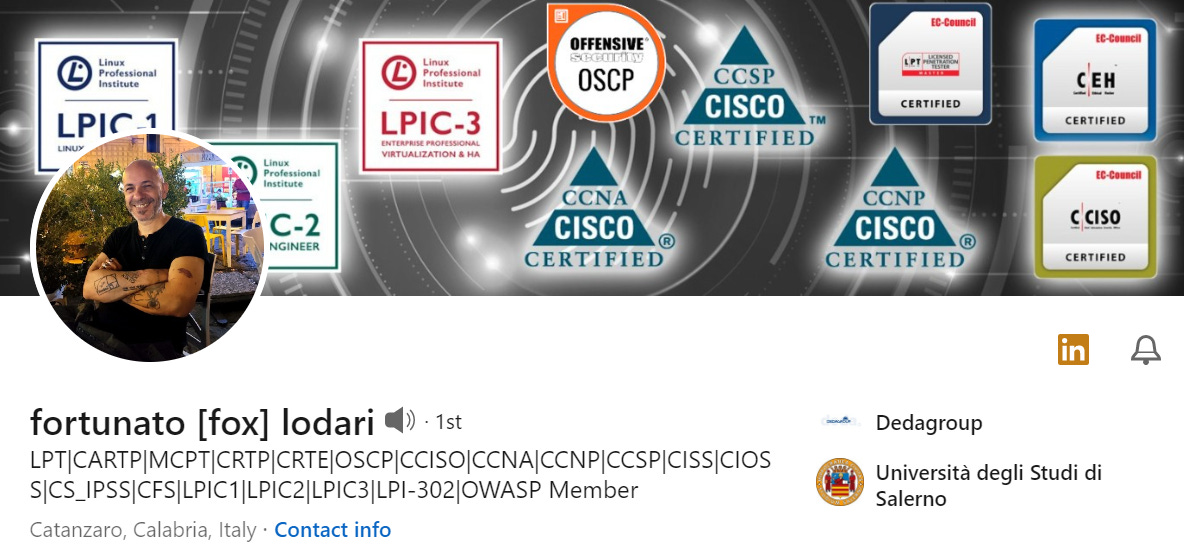 Linux
Professional
Institute
LPIC-1
LINUX
Linux
Professional
Institute
C-2
NGINEER
Linux
Professional
Institute
LPIC-3
ENTERPRISE PROFESSIONAL
VIRTUALIZATION & HA
OFFENSIVE®
security
OSCP
CCSP
CISCO
CERTIFIED™
CCNA
CISCO
CERTIFIED®
CCNP
CISCO
CERTIFIED®
EC-Council
LPT
LICENSED
PENETRATION
TESTER
MASTER
CERTIFIED
EC-Council
C|EH
CERTIFIED
EC-Council
C|CISO
CERTIFIED
in
fortunato [fox] lodari · 1st
LPT|CARTP|MCPT|CRTP|CRTE|OSCP|CCISO|CCNA|CCNP|CCSP|CISS|CIOS
S|CS_IPSS|CFS|LPIC1|LPIC2|LPIC3|LPI-302|OWASP Member
Catanzaro, Calabria, Italy · Contact info
Dedagroup
Università degli Studi di
Salerno